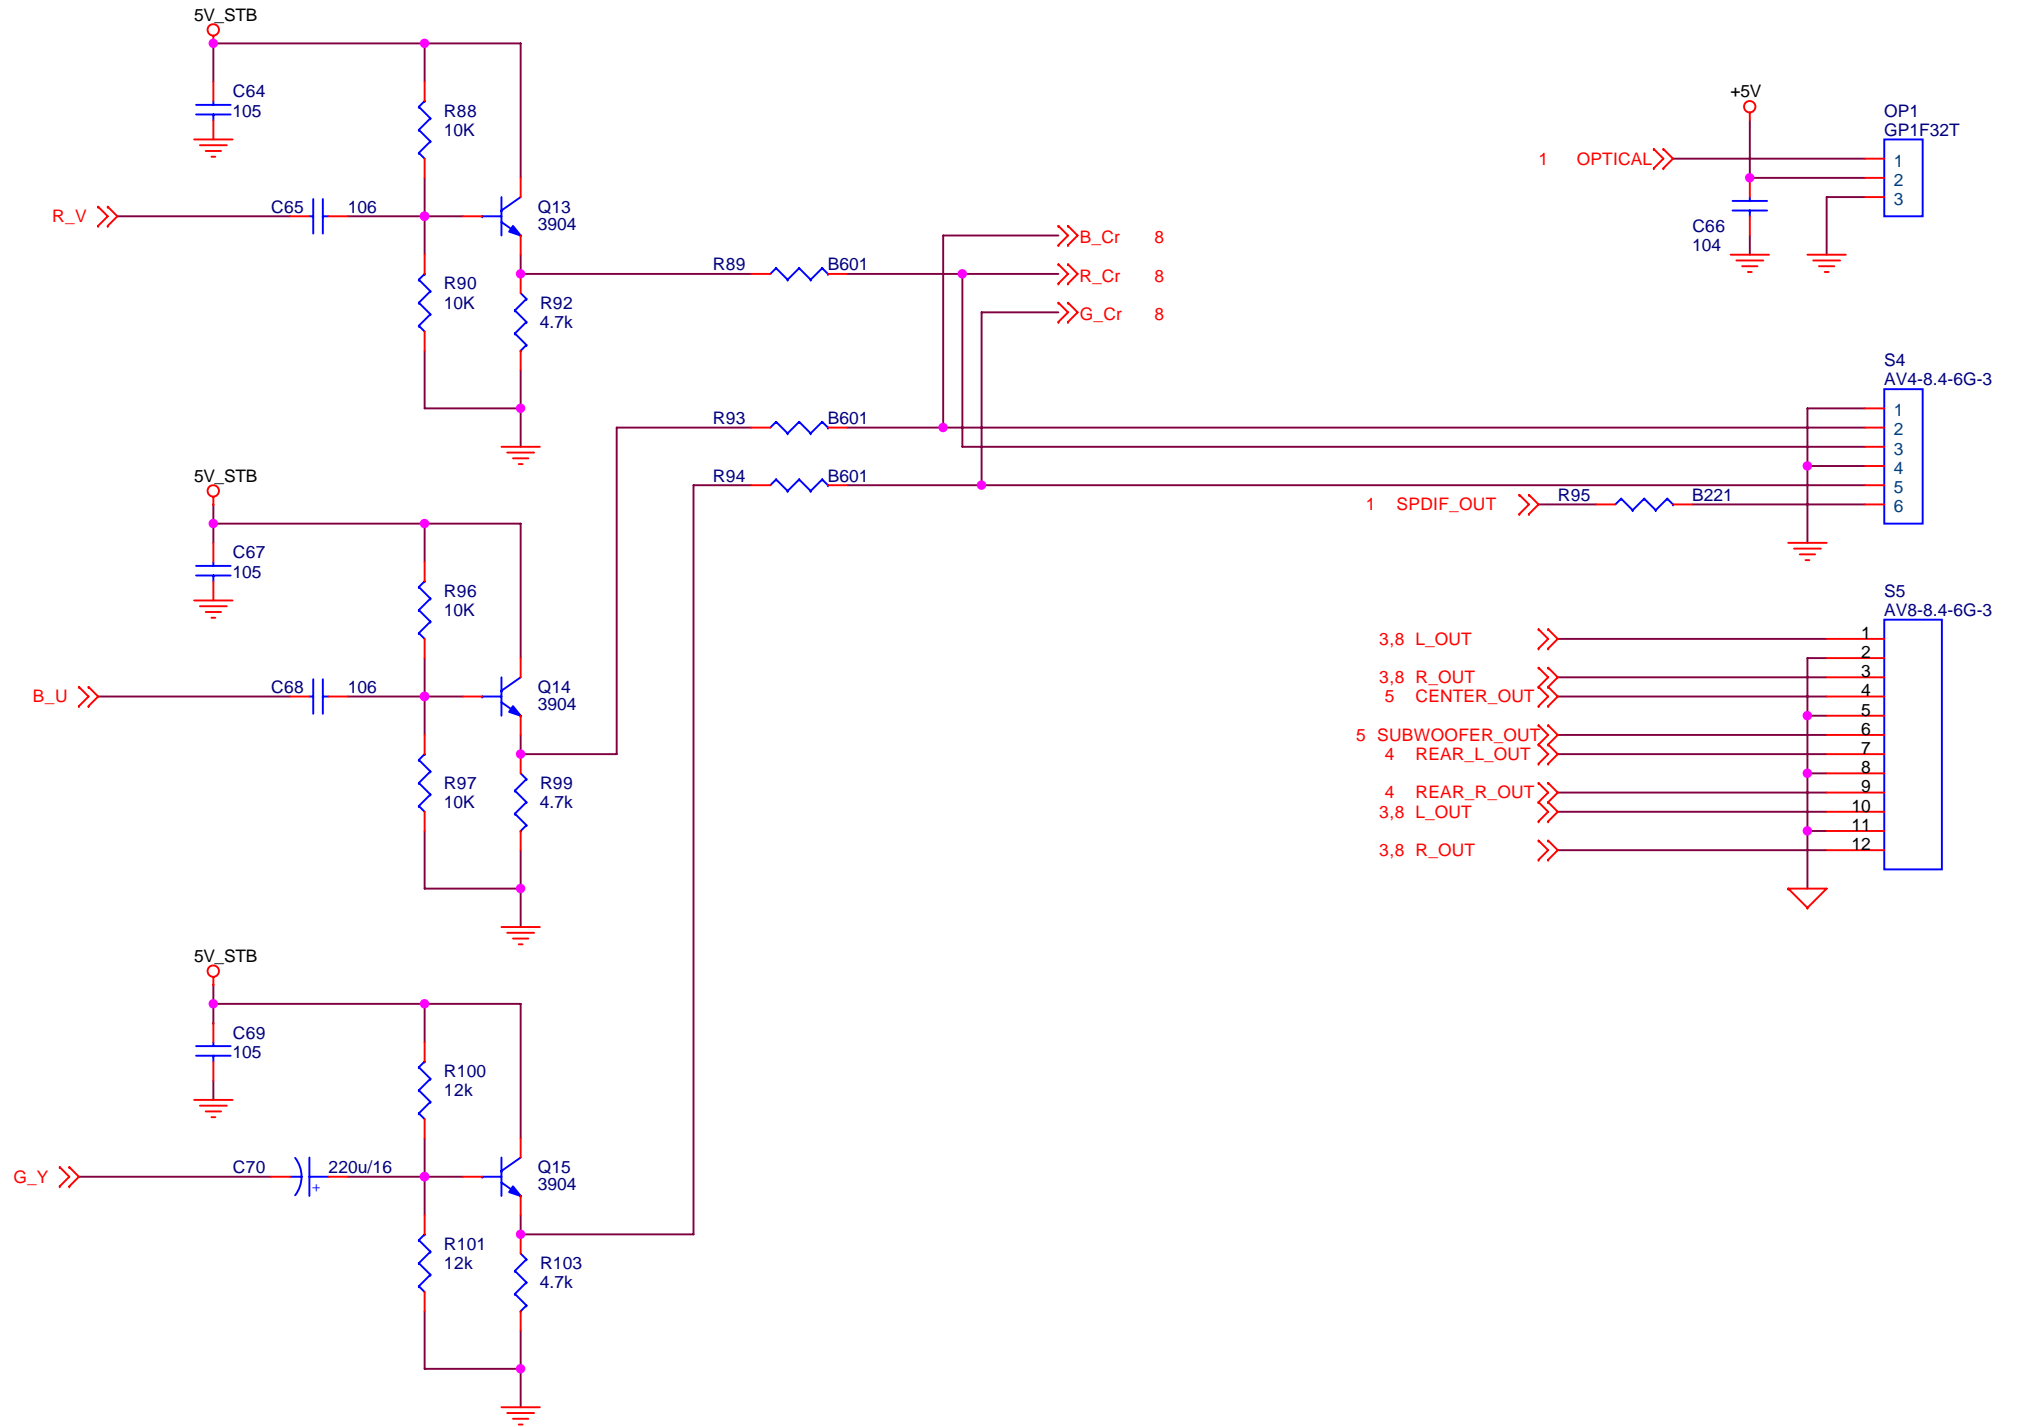 5V_STB
C64
105
R88
10K
R_V
C65
106
Q13
3904
R90
10K
R92
4.7k
R89
B601
B_Cr 8
R_Cr 8
G_Cr 8
R93
B601
R94
B601
+5V
OP1
GP1F32T
1 OPTICAL
1
2
3
C66
104
S4
AV4-8.4-6G-3
1
2
3
4
5
6
1 SPDIF_OUT
R95
B221
5V_STB
C67
105
R96
10K
B_U
C68
106
Q14
3904
R97
10K
R99
4.7k
S5
AV8-8.4-6G-3
3,8 L_OUT
1
2
3,8 R_OUT
3
5 CENTER_OUT
4
5
5 SUBWOOFER_OUT
6
4 REAR_L_OUT
7
8
4 REAR_R_OUT
9
3,8 L_OUT
10
11
3,8 R_OUT
12
5V_STB
C69
105
R100
12k
G_Y
C70
220u/16
+
Q15
3904
R101
12k
R103
4.7k